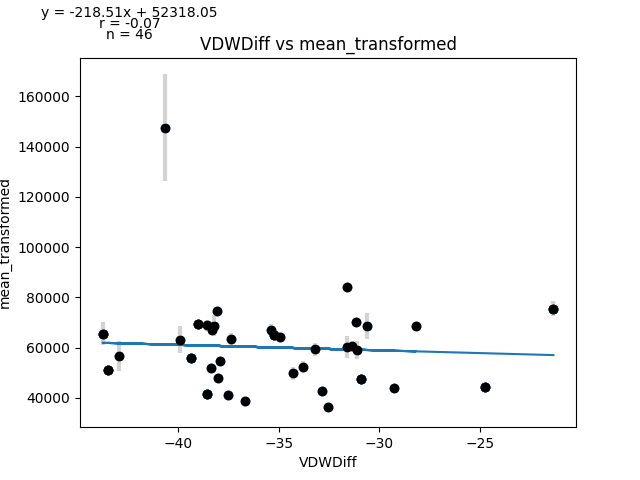 y = -218.51x + 52318.05
r = -0.07
n = 46
VDWDiff vs mean_transformed
160000
140000
120000
100000
80000
60000
40000
mean_transformed
−40
−35
−30
−25
VDWDiff